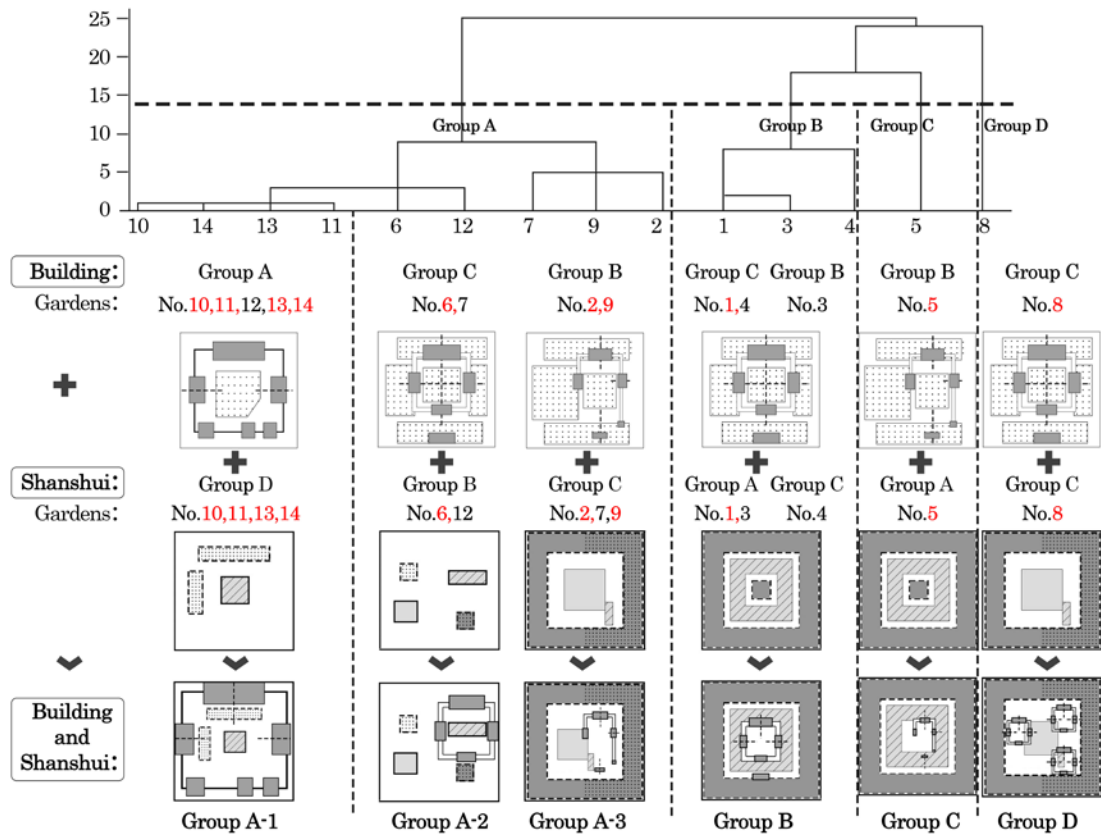 25
20
15
Group A Group B Group C Group D
10
5
0
10 14 13 11 6 12 7 9 2 1 3 4 5 8
Building: Group A Group C Group B Group C Group B Group B Group C
Gardens: No.10,11,12,13,14 No.6,7 No.2,9 No.1,4 No.3 No.5 No.8
Shanshui: Group D Group B Group C Group A Group C Group A Group C
Gardens: No.10,11,13,14 No.6,12 No.2,7,9 No.1,3 No.4 No.5 No.8
Building
and
Shanshui:
Group A-1 Group A-2 Group A-3 Group B Group C Group D